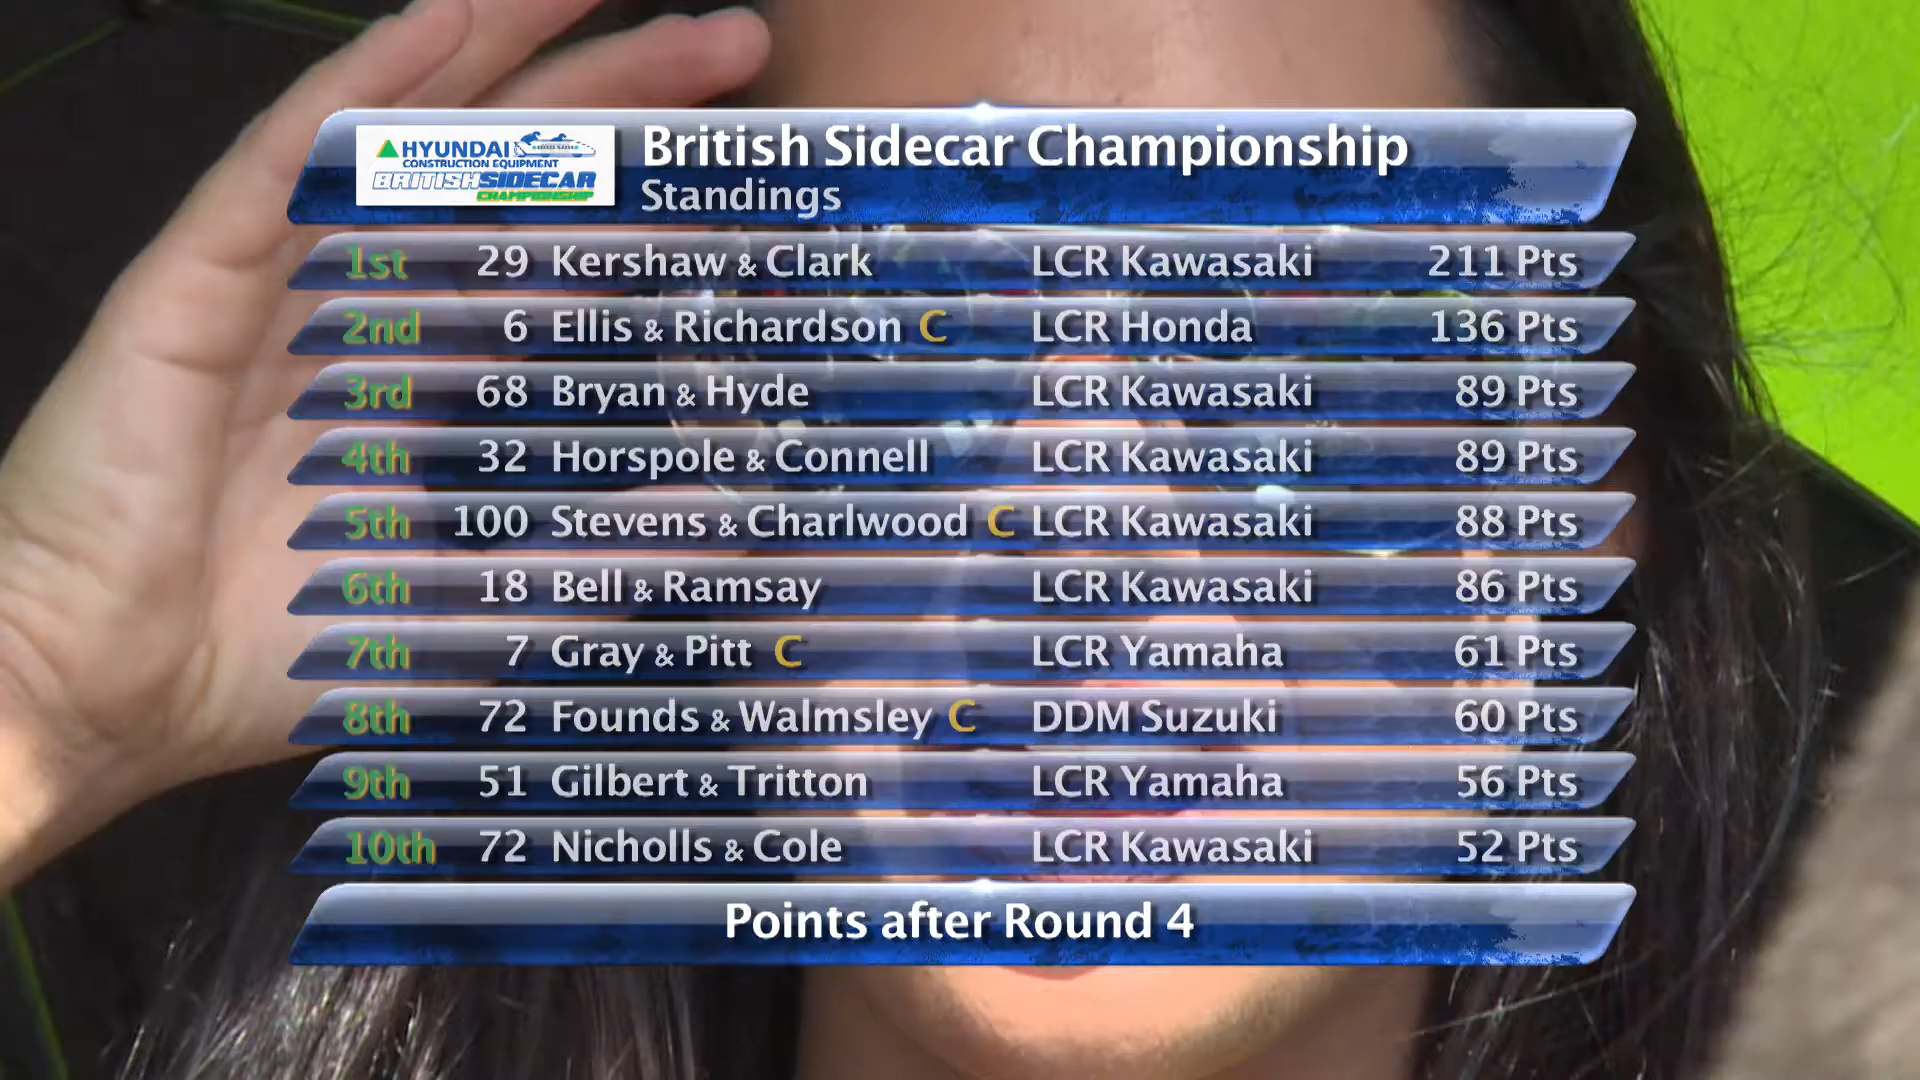 HYUNDAI
CONSTRUCTION EQUIPMENT
BRITISHSIDECAR
CHAMPIONSHIP
British Sidecar Championship
Standings
1st 29 Kershaw & Clark LCR Kawasaki 211 Pts
2nd 6 Ellis & Richardson C LCR Honda 136 Pts
3rd 68 Bryan & Hyde LCR Kawasaki 89 Pts
4th 32 Horspole & Connell LCR Kawasaki 89 Pts
5th 100 Stevens & Charlwood C LCR Kawasaki 88 Pts
6th 18 Bell & Ramsay LCR Kawasaki 86 Pts
7th 7 Gray & Pitt C LCR Yamaha 61 Pts
8th 72 Founds & Walmsley C DDM Suzuki 60 Pts
9th 51 Gilbert & Tritton LCR Yamaha 56 Pts
10th 72 Nicholls & Cole LCR Kawasaki 52 Pts
Points after Round 4